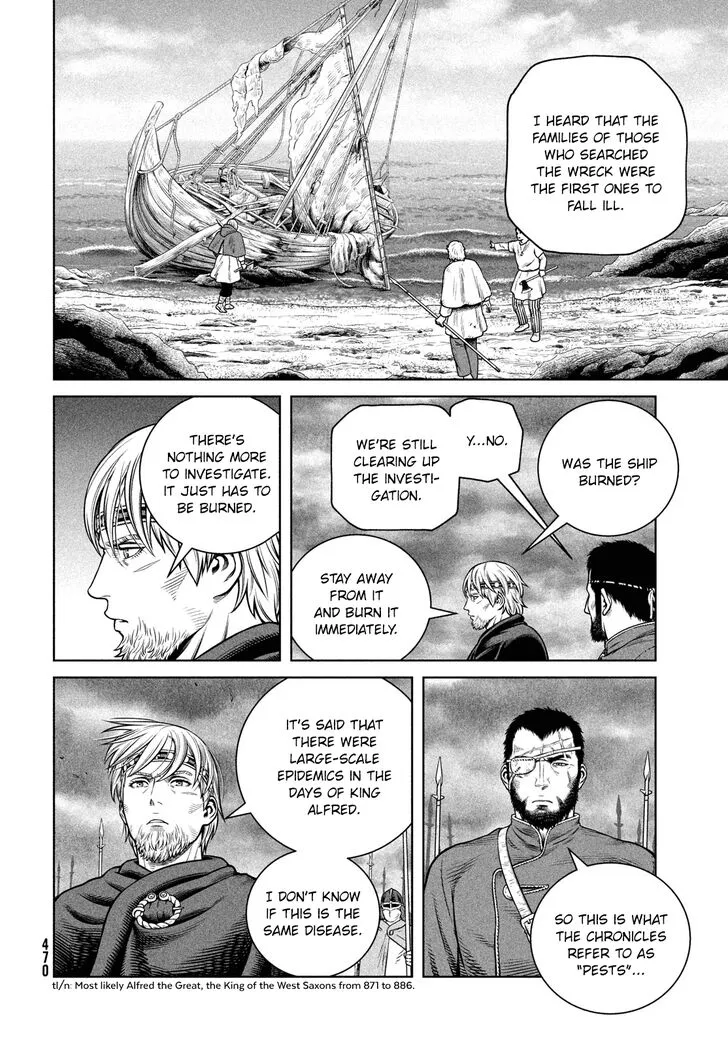 I HEARD THAT THE
FAMILIES OF THOSE
WHO SEARCHED
THE WRECK WERE
THE FIRST ONES TO
FALL ILL.
WAS THE SHIP
BURNED?
Y...NO.
WE'RE STILL
CLEARING UP
THE INVESTI-
GATION.
STAY AWAY
FROM IT
AND BURN IT
IMMEDIATELY.
THERE'S
NOTHING MORE
TO INVESTIGATE.
IT JUST HAS TO
BE BURNED.
SO THIS IS WHAT
THE CHRONICLES
REFER TO AS
"PESTS"...
IT'S SAID THAT
THERE WERE
LARGE-SCALE
EPIDEMICS IN THE
DAYS OF KING
ALFRED.
I DON'T KNOW
IF THIS IS THE
SAME DISEASE.
470
tl/n: Most likely Alfred the Great, the King of the West Saxons from 871 to 886.